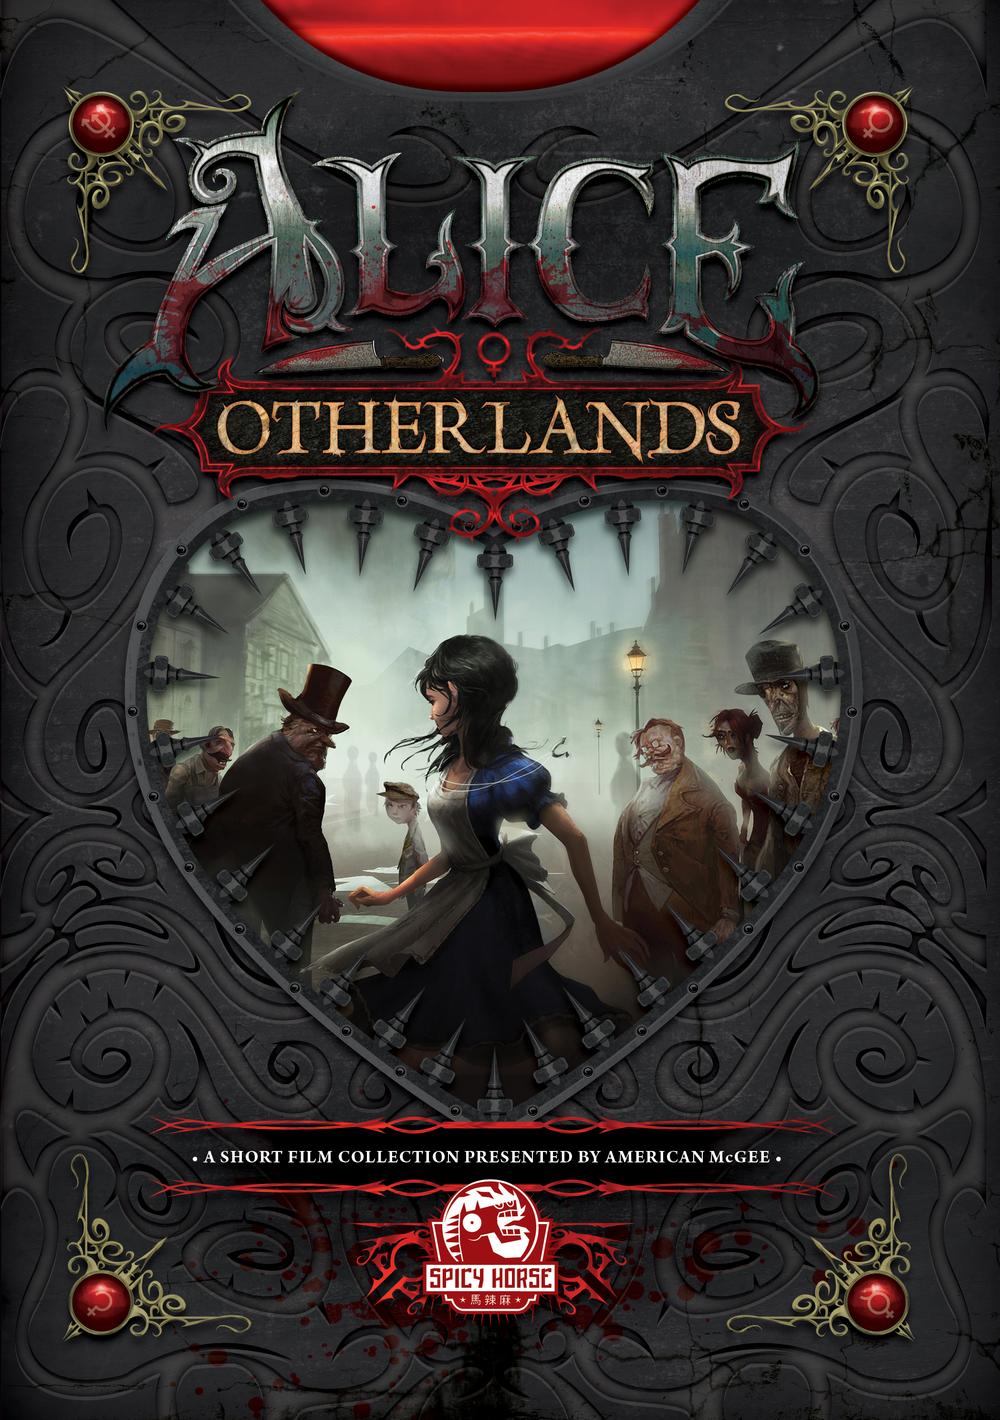 ALICE
OTHERLANDS
• A SHORT FILM COLLECTION PRESENTED BY AMERICAN McGEE •
SPICY HORSE
★ 馬辣麻 ★